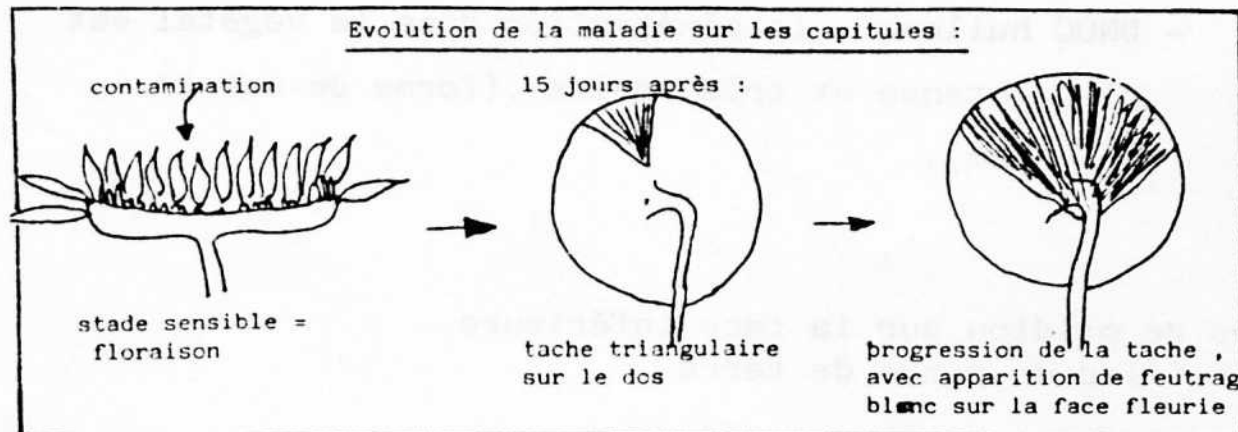 Evolution de la maladie sur les capitules :
contamination
15 jours après :
stade sensible =
floraison
tache triangulaire
sur le dos
progression de la tache ,
avec apparition de feutrag
blanc sur la face fleurie